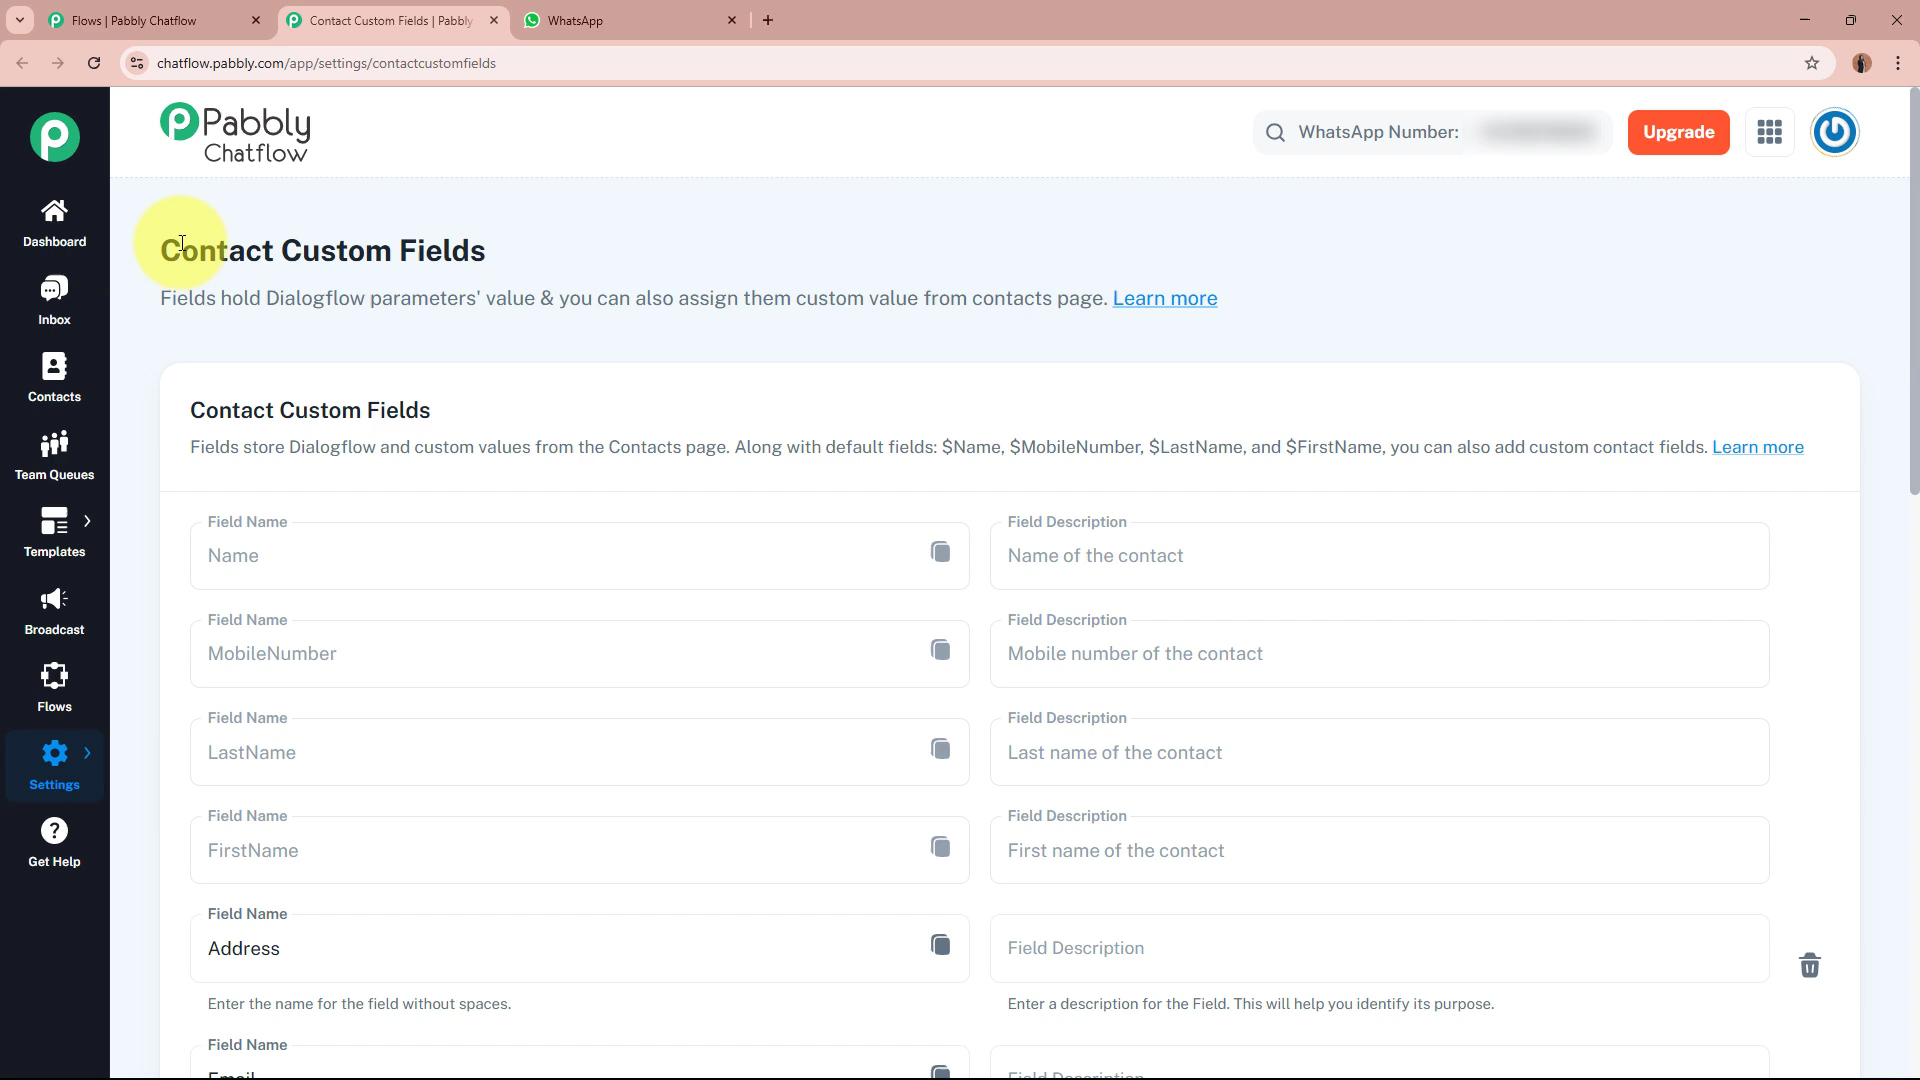 Flows | Pabbly Chatflow
Contact Custom Fields | Pabbly
WhatsApp
chatflow.pabbly.com/app/settings/contactcustomfields
Pabbly
Chatflow
WhatsApp Number:
Upgrade
Dashboard
Inbox
Contacts
Team Queues
Templates
Broadcast
Flows
Settings
Get Help
Contact Custom Fields
Fields hold Dialogflow parameters' value & you can also assign them custom value from contacts page. Learn more
Contact Custom Fields
Fields store Dialogflow and custom values from the Contacts page. Along with default fields: $Name, $MobileNumber, $LastName, and $FirstName, you can also add custom contact fields. Learn more
Field Name
Name
Field Description
Name of the contact
Field Name
MobileNumber
Field Description
Mobile number of the contact
Field Name
LastName
Field Description
Last name of the contact
Field Name
FirstName
Field Description
First name of the contact
Field Name
Address
Field Description
Enter the name for the field without spaces.
Enter a description for the Field. This will help you identify its purpose.
Field Name
Email
Field Description